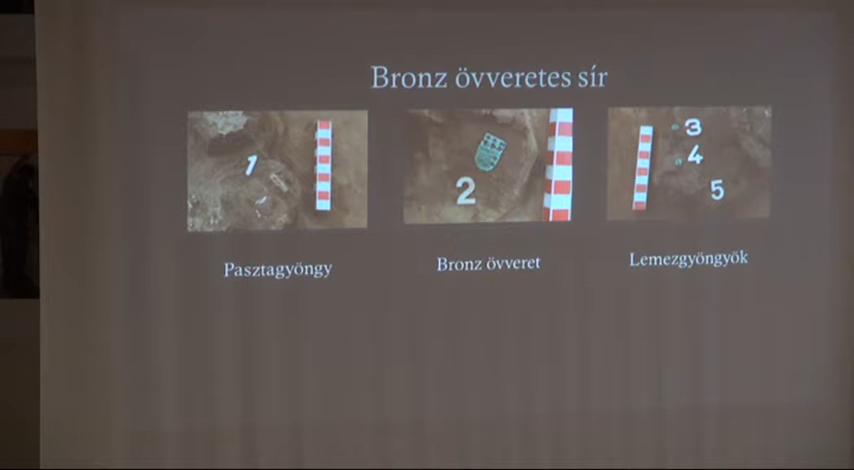 Bronz övveretes sír
1
2
3
4
5
Pasztagyöngy
Bronz övveret
Lemezgyöngyök